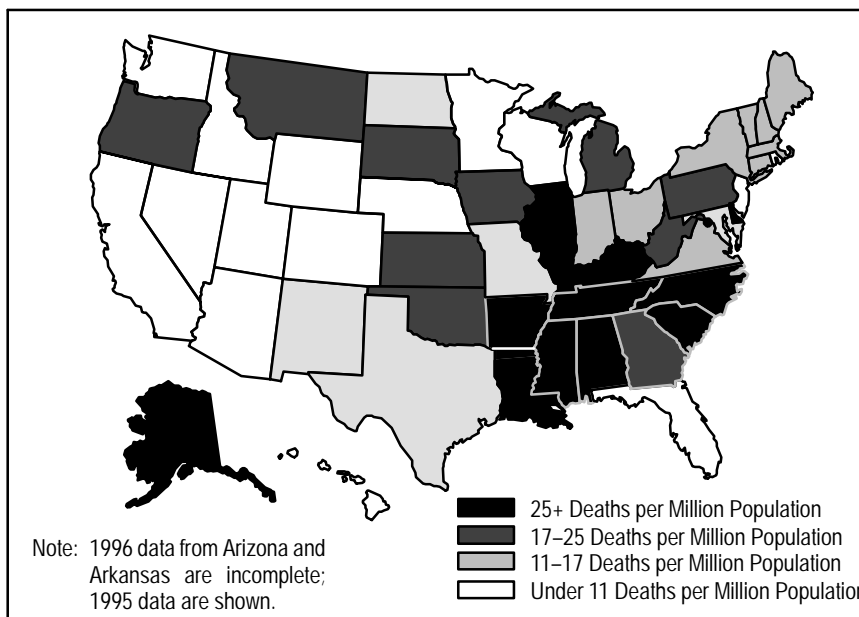 25+ Deaths per Million Population
17–25 Deaths per Million Population
11–17 Deaths per Million Population
Under 11 Deaths per Million Population
Note: 1996 data from Arizona and
Arkansas are incomplete;
1995 data are shown.